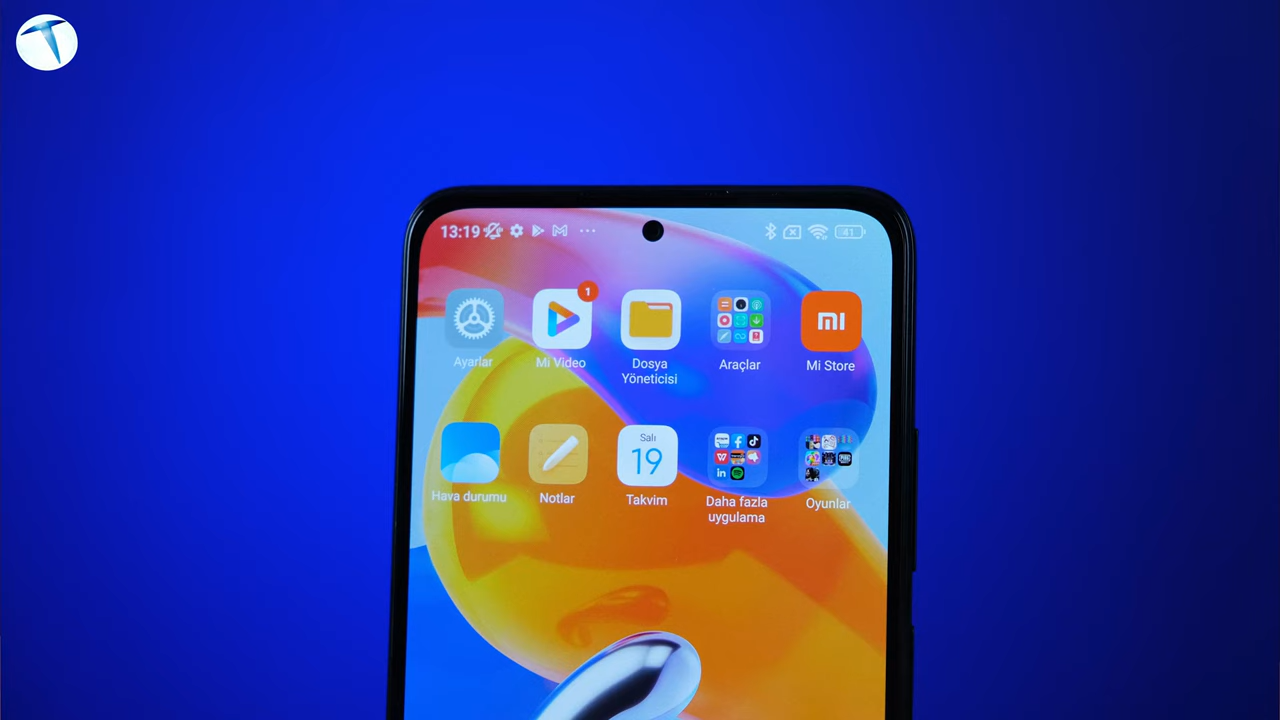 13:19
41
1
Ayarlar
Mi Video
Dosya
Yöneticisi
Araçlar
Mi Store
Salı
19
Hava durumu
Notlar
Takvim
Daha fazla
uygulama
Oyunlar